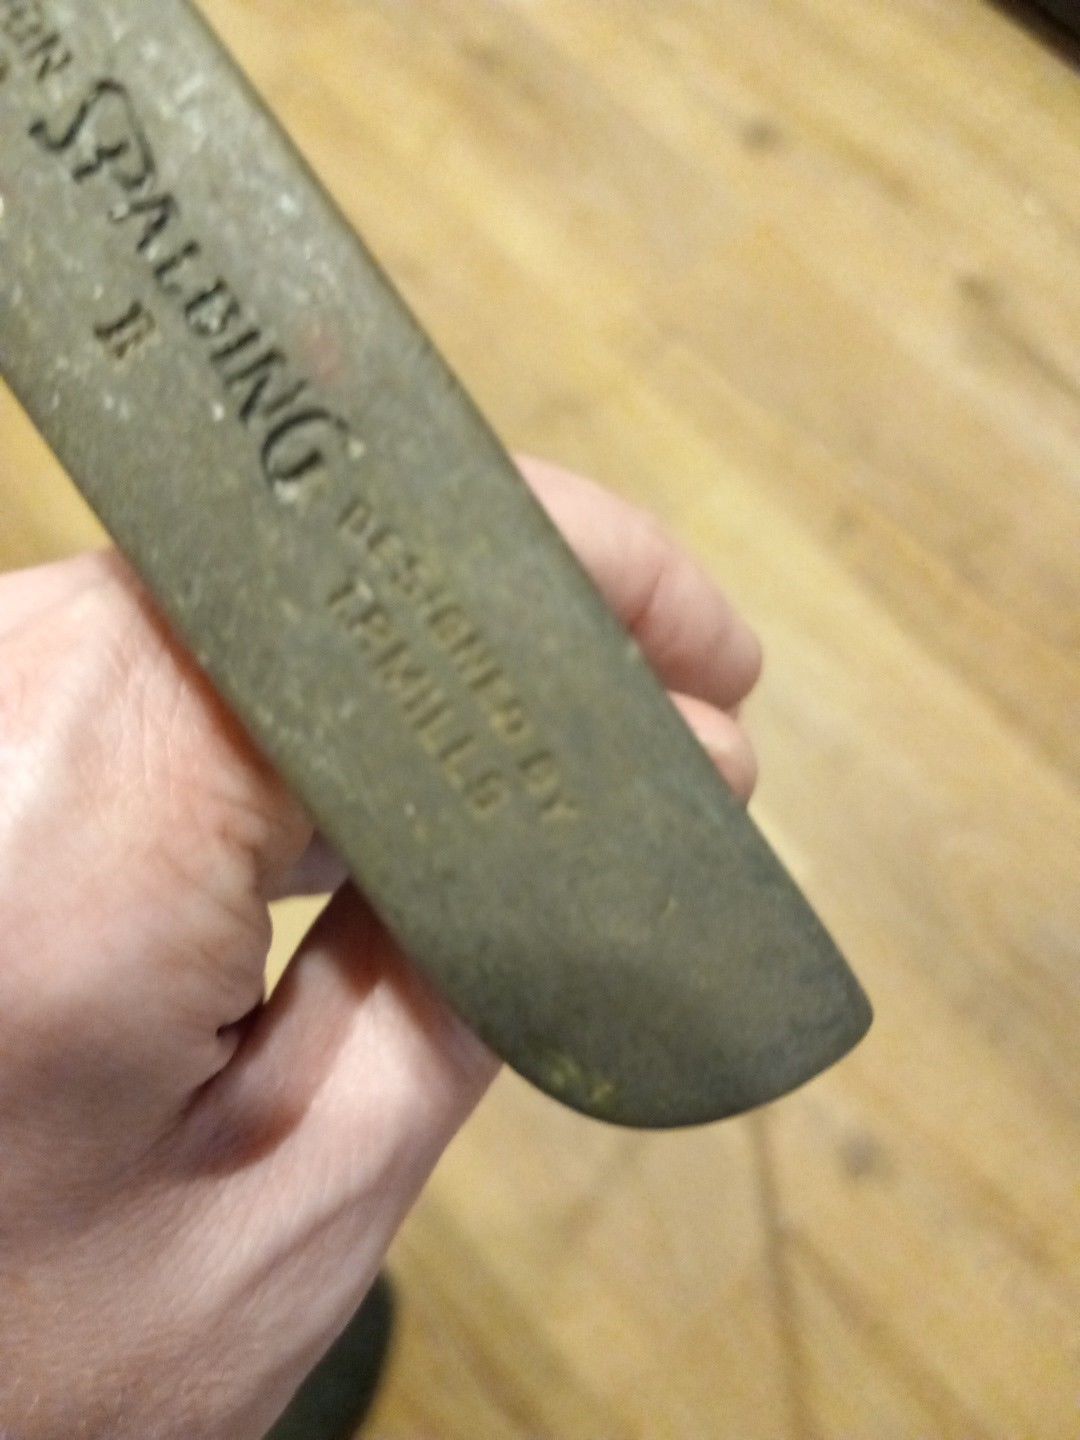 SPALDING
R
DESIGNED BY
T.P. MILLS